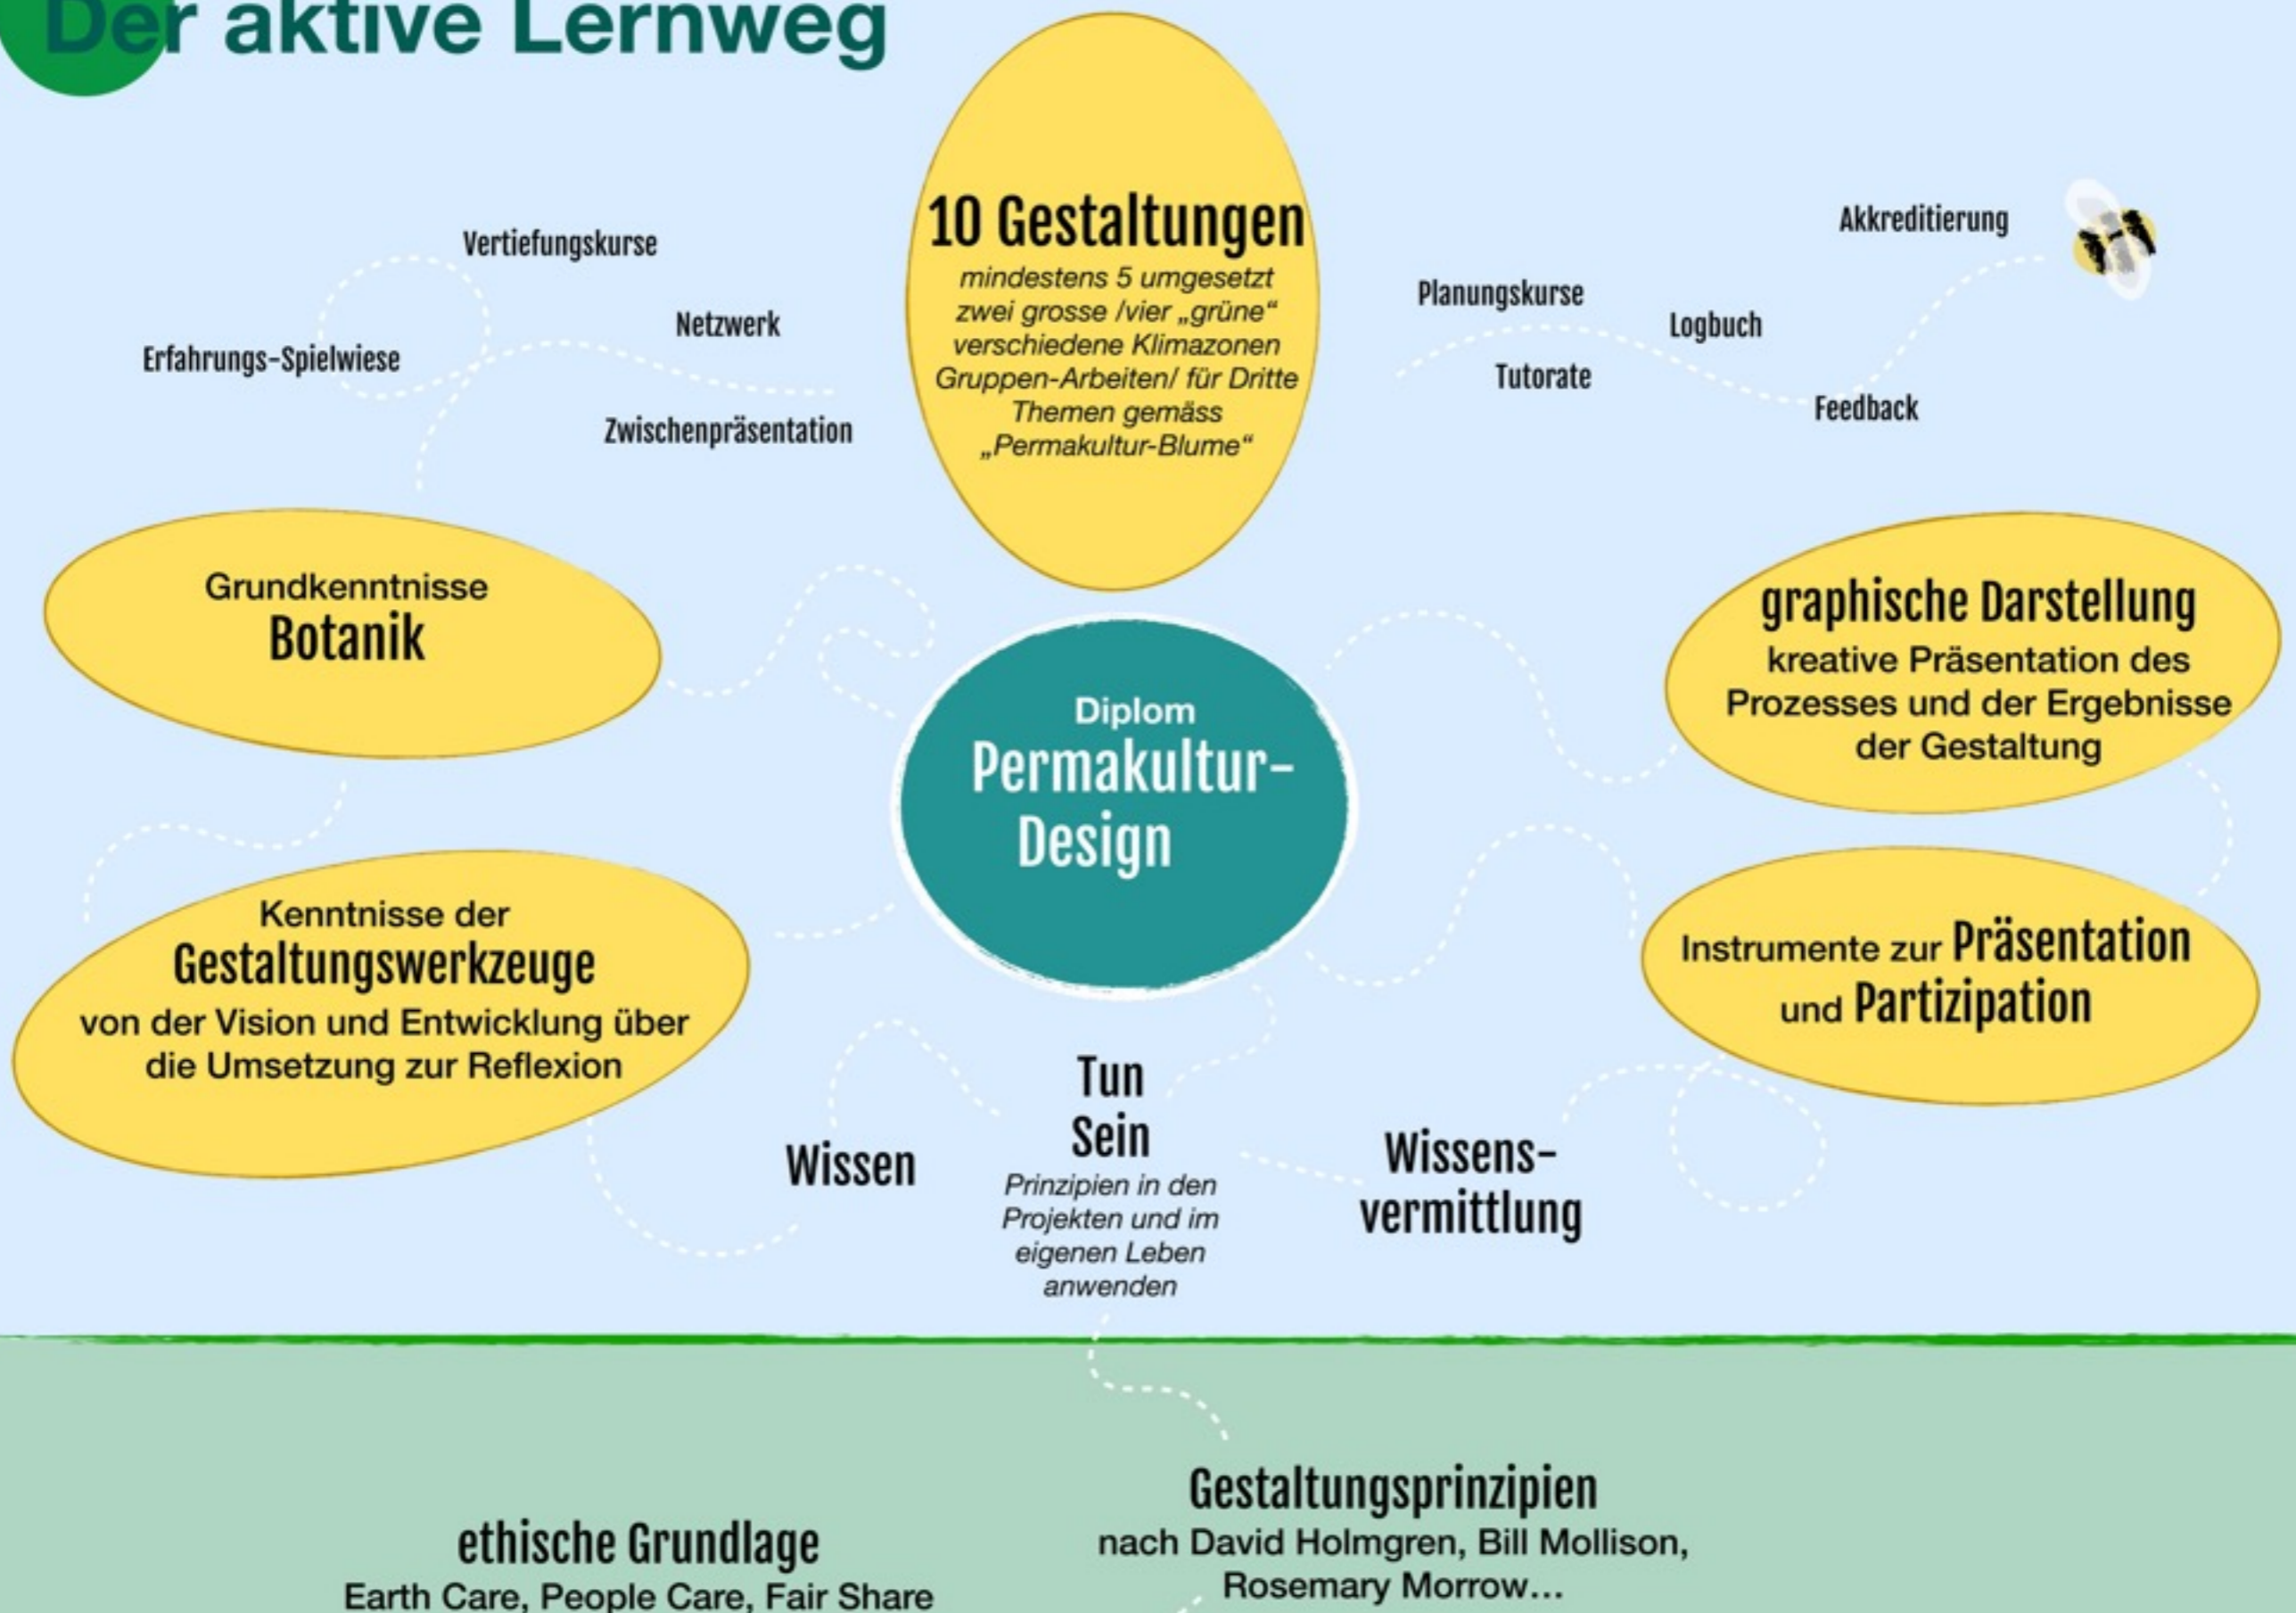 Der aktive Lernweg
10 Gestaltungen
mindestens 5 umgesetzt
zwei grosse /vier „grüne“
verschiedene Klimazonen
Gruppen-Arbeiten/ für Dritte
Themen gemäss
„Permakultur-Blume“
Vertiefungskurse
Netzwerk
Erfahrungs-Spielwiese
Zwischenpräsentation
Akkreditierung
Planungskurse
Logbuch
Tutorate
Feedback
Grundkenntnisse
Botanik
graphische Darstellung
kreative Präsentation des
Prozesses und der Ergebnisse
der Gestaltung
Diplom
Permakultur-
Design
Kenntnisse der
Gestaltungswerkzeuge
von der Vision und Entwicklung über
die Umsetzung zur Reflexion
Instrumente zur Präsentation
und Partizipation
Wissen
Tun
Sein
Prinzipien in den
Projekten und im
eigenen Leben
anwenden
Wissens-
vermittlung
ethische Grundlage
Earth Care, People Care, Fair Share
Gestaltungsprinzipien
nach David Holmgren, Bill Mollison,
Rosemary Morrow...